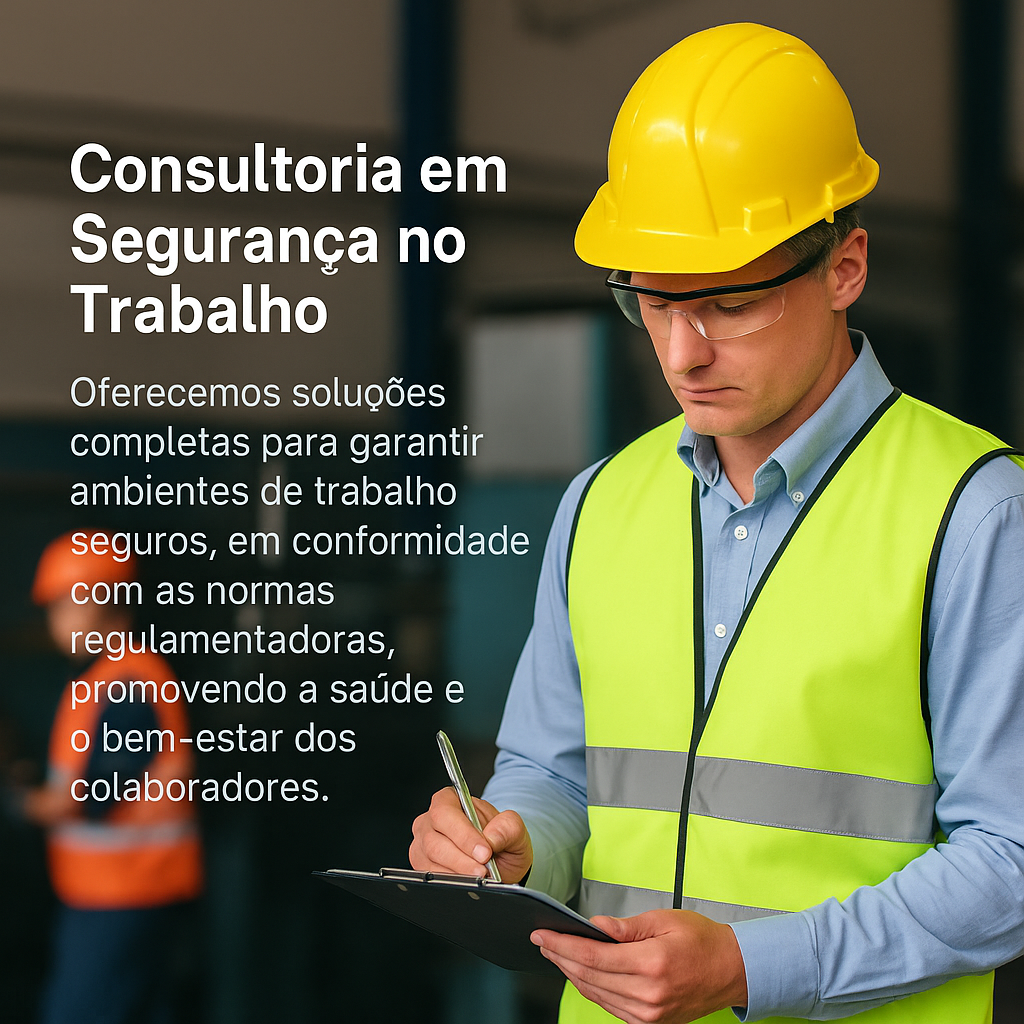 Consultoria em
Segurança no
Trabalho
Oferecemos soluções
completas para garantir
ambientes de trabalho
seguros, em conformidade
com as normas
regulamentadoras,
promovendo a saúde e
o bem-estar dos
colaboradores.